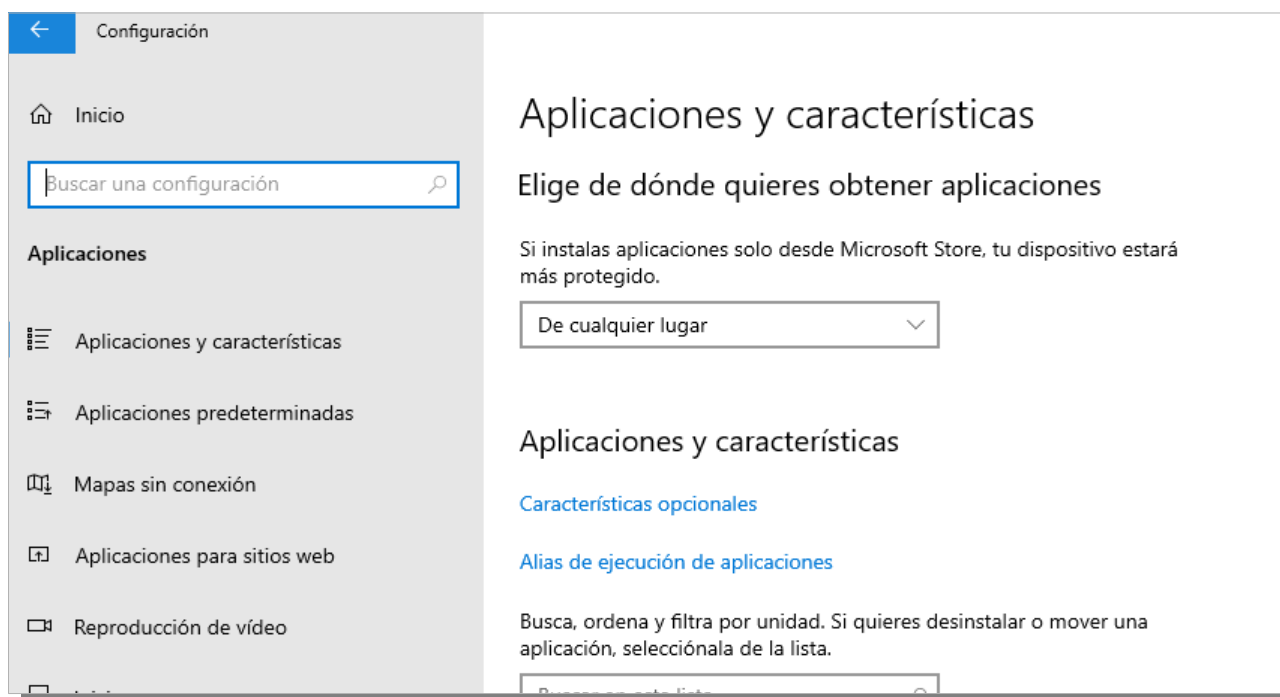 Configuración
Inicio
Buscar una configuración
Aplicaciones
Aplicaciones y características
Aplicaciones predeterminadas
Mapas sin conexión
Aplicaciones para sitios web
Reproducción de vídeo
Aplicaciones y características
Elige de dónde quieres obtener aplicaciones
Si instalas aplicaciones solo desde Microsoft Store, tu dispositivo estará
más protegido.
De cualquier lugar
Aplicaciones y características
Características opcionales
Alias de ejecución de aplicaciones
Busca, ordena y filtra por unidad. Si quieres desinstalar o mover una
aplicación, selecciónala de la lista.